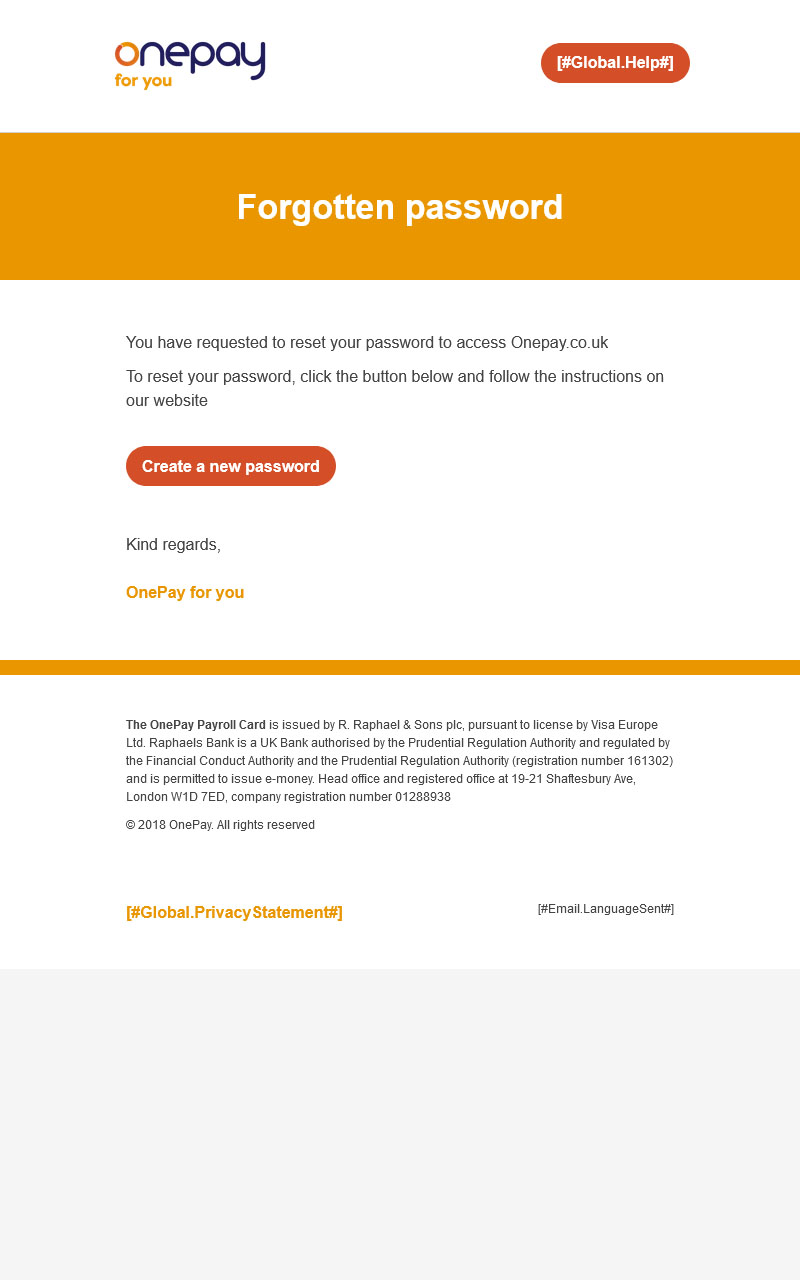 onepay
for you
[#Global.Help#]
Forgotten password
You have requested to reset your password to access Onepay.co.uk
To reset your password, click the button below and follow the instructions on
our website
Create a new password
Kind regards,
OnePay for you
The OnePay Payroll Card is issued by R. Raphael & Sons plc, pursuant to license by Visa Europe
Ltd. Raphaels Bank is a UK Bank authorised by the Prudential Regulation Authority and regulated by
the Financial Conduct Authority and the Prudential Regulation Authority (registration number 161302)
and is permitted to issue e-money. Head office and registered office at 19-21 Shaftesbury Ave,
London W1D 7ED, company registration number 01288938
© 2018 OnePay. All rights reserved
[#Global.PrivacyStatement#]
[#Email.LanguageSent#]